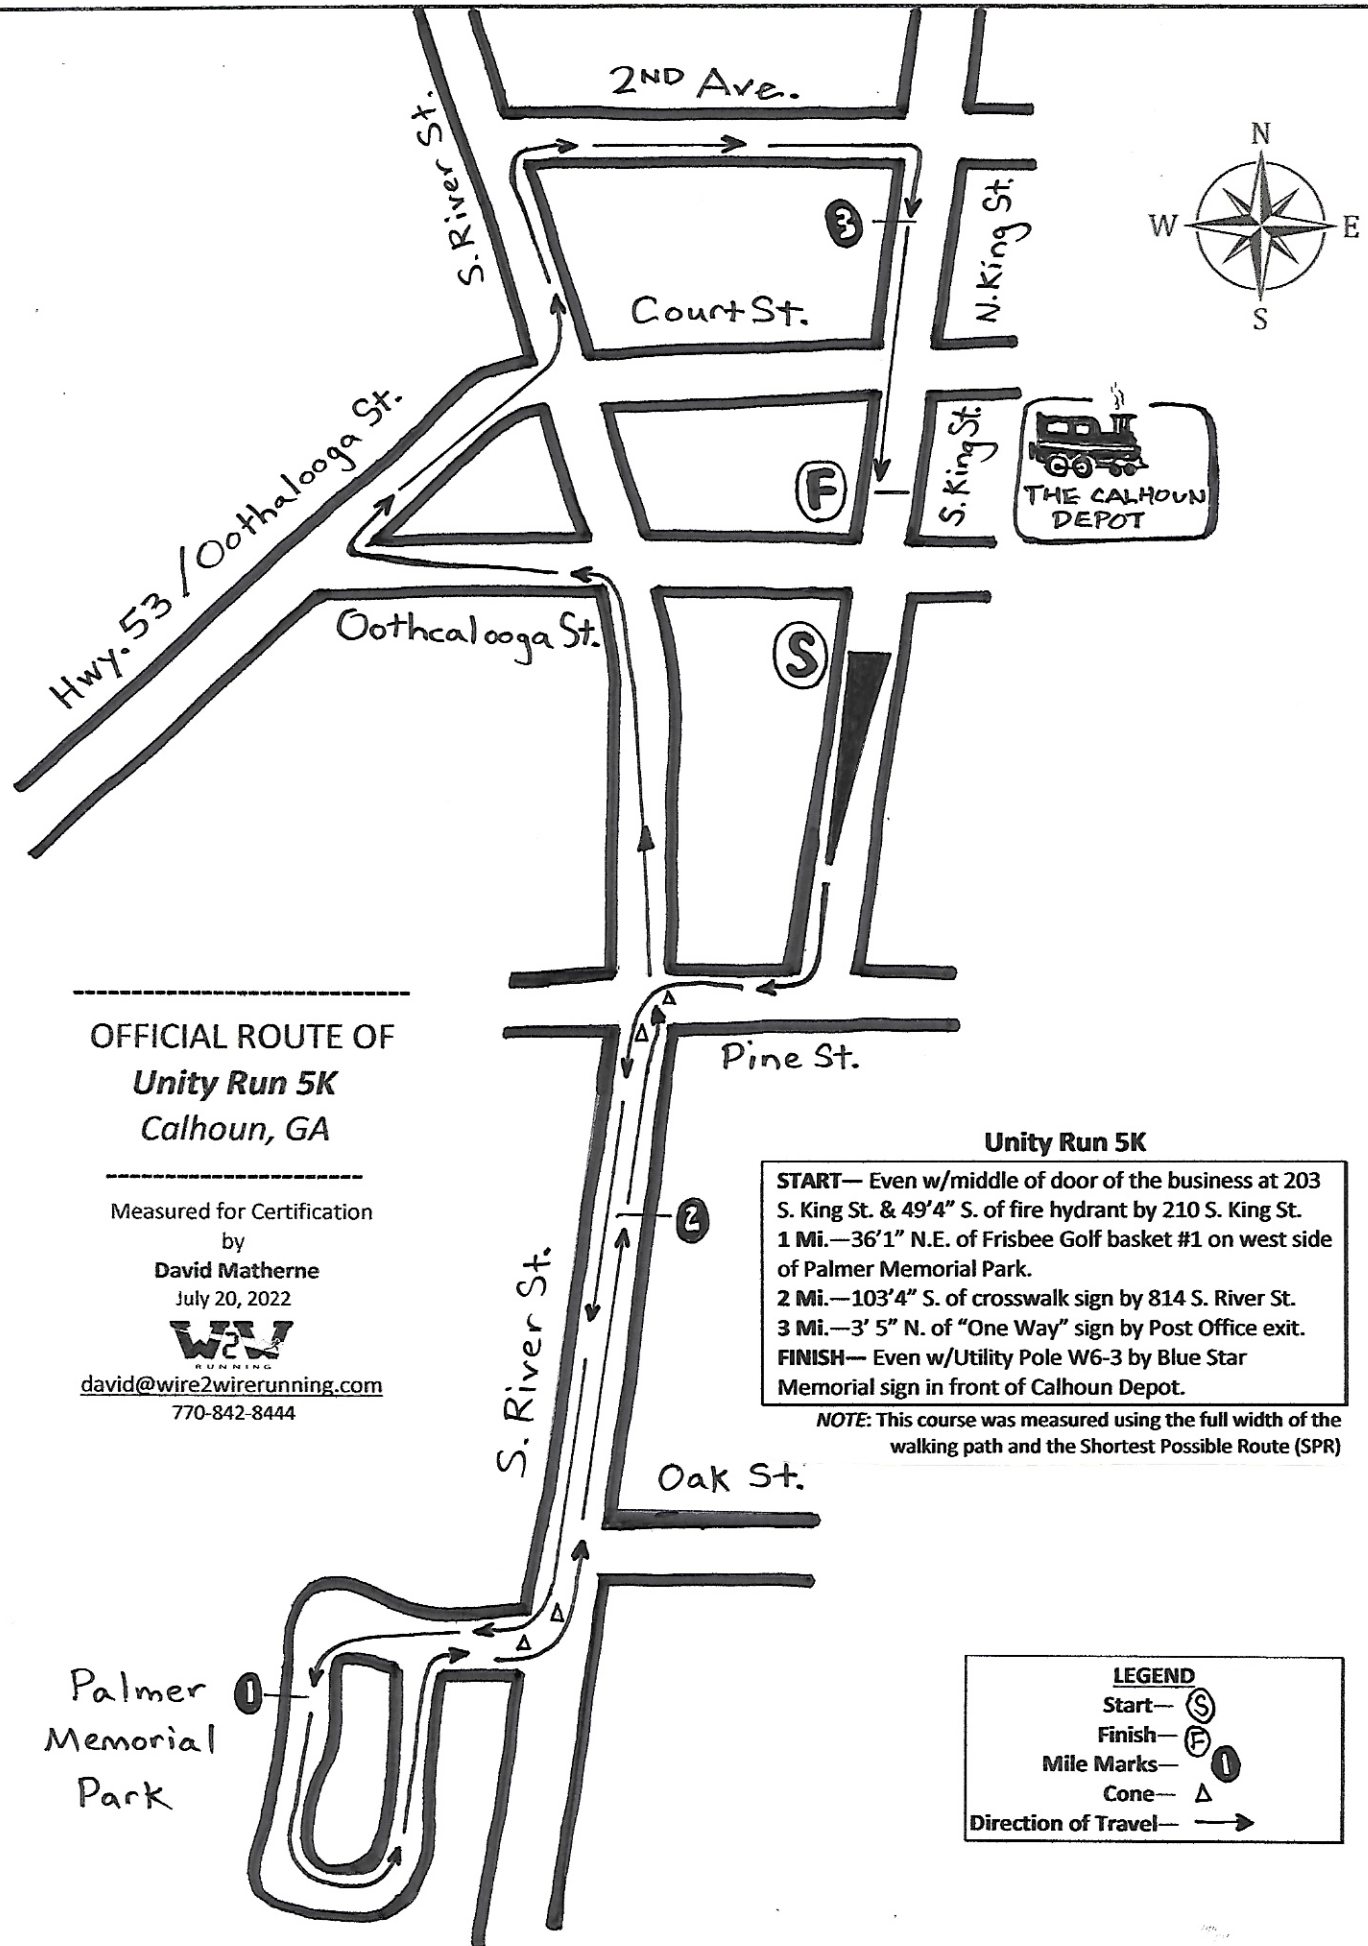 2ND Ave.
S. River St.
N
W
E
S
3
N. King St.
Court St.
Hwy. 53 / Oothalooga St.
F
S. King St.
THE CALHOUN
DEPOT
Oothcalooga St.
S
Pine St.
OFFICIAL ROUTE OF
Unity Run 5K
Calhoun, GA
Measured for Certification
by
David Matherne
July 20, 2022
W2W
RUNNING
david@wire2wirerunning.com
770-842-8444
2
S. River St.
Unity Run 5K
START— Even w/middle of door of the business at 203
S. King St. & 49'4" S. of fire hydrant by 210 S. King St.
1 Mi.—36'1" N.E. of Frisbee Golf basket #1 on west side
of Palmer Memorial Park.
2 Mi.—103'4" S. of crosswalk sign by 814 S. River St.
3 Mi.—3' 5" N. of "One Way" sign by Post Office exit.
FINISH— Even w/Utility Pole W6-3 by Blue Star
Memorial sign in front of Calhoun Depot.
NOTE: This course was measured using the full width of the
walking path and the Shortest Possible Route (SPR)
Oak St.
Palmer
Memorial
Park
1
LEGEND
Start— S
Finish— F
Mile Marks— 1
Cone—
Direction of Travel—